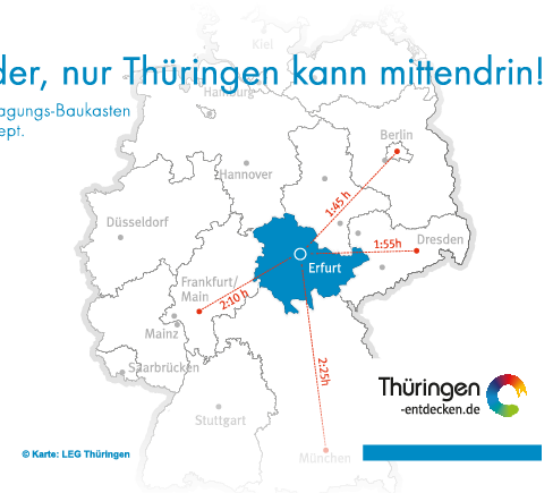 der, nur Thüringen kann mittendrin!
agungs-Baukasten
ept.
Kiel
Hamburg
Berlin
Hannover
1:45 h
Düsseldorf
1:55h
Dresden
Erfurt
Frankfurt/
Main
2:10 h
Mainz
2:25h
Saarbrücken
Stuttgart
München
Thüringen
-entdecken.de
© Karte: LEG Thüringen